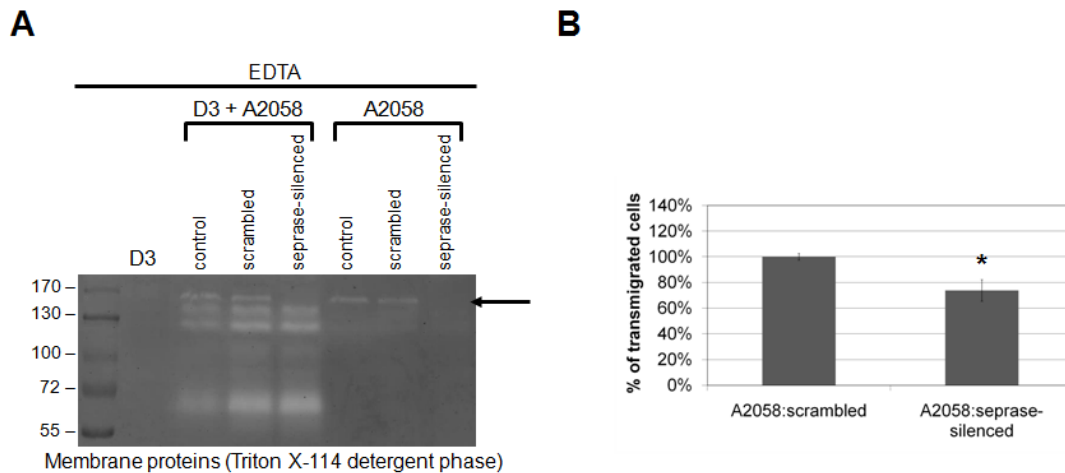 A
EDTA
D3 + A2058
A2058
D3
control
scrambled
seprase-silenced
control
scrambled
seprase-silenced
170 –
130 –
100 –
72 –
55 –
Membrane proteins (Triton X-114 detergent phase)
B
% of transmigrated cells
140%
120%
100%
80%
60%
40%
20%
0%
*
A2058:scrambled
A2058:seprase-
silenced